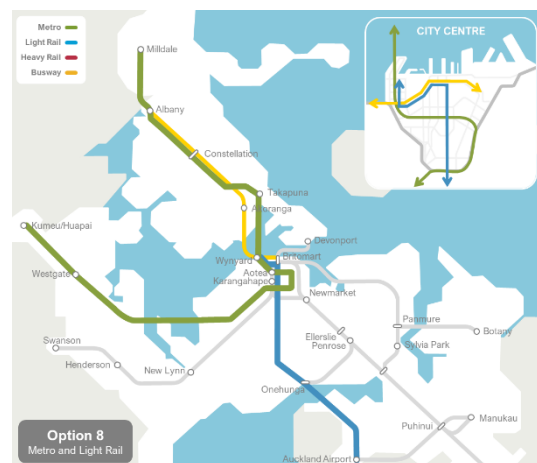 Metro
Light Rail
Heavy Rail
Busway
CITY CENTRE
Milldale
Albany
Constellation
Takapuna
Akoranga
Kumeu/Huapai
Devonport
Wynyard
Britomart
Aotea
Karangahape
Westgate
Newmarket
Panmure
Ellerslie
Botany
Swanson
Penrose
Sylvia Park
Henderson
New Lynn
Onehunga
Manukau
Puhinui
Option 8
Metro and Light Rail
Auckland Airport